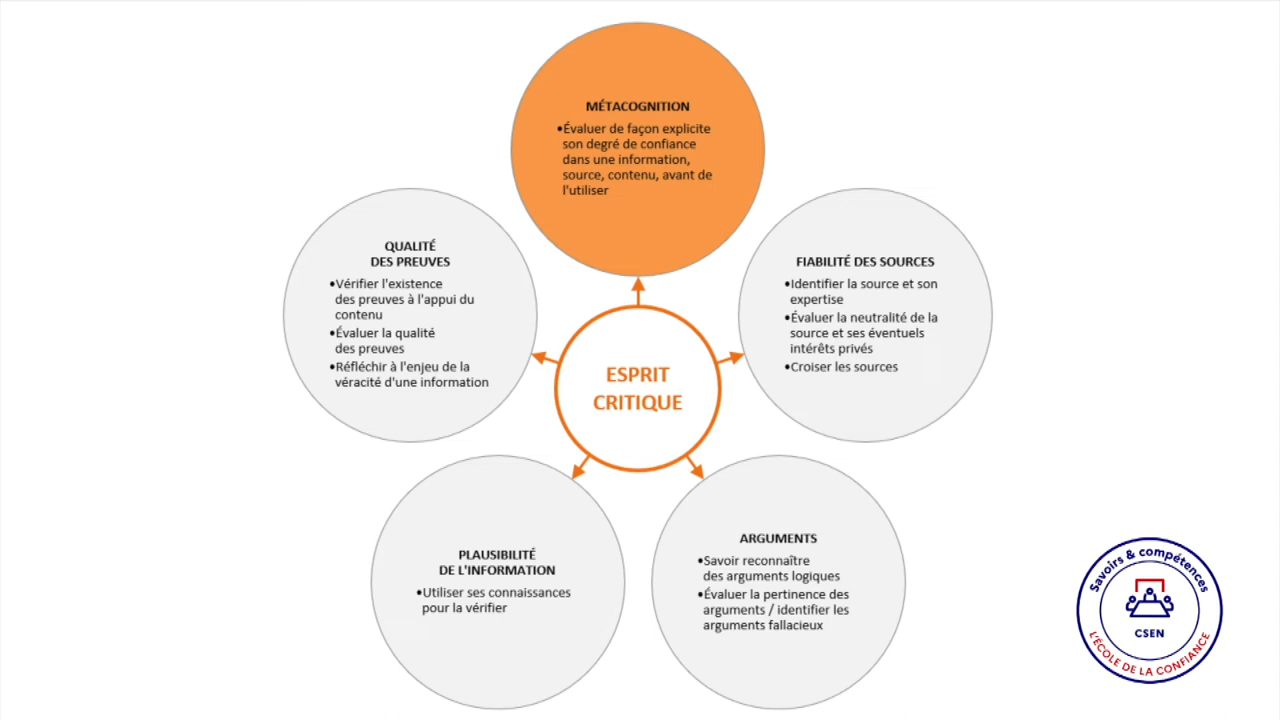 MÉTACOGNITION
•Évaluer de façon explicite
son degré de confiance
dans une information,
source, contenu, avant de
l'utiliser
QUALITÉ
DES PREUVES
•Vérifier l'existence
des preuves à l'appui du
contenu
•Évaluer la qualité
des preuves
•Réfléchir à l'enjeu de la
véracité d'une information
FIABILITÉ DES SOURCES
•Identifier la source et son
expertise
•Évaluer la neutralité de la
source et ses éventuels
intérêts privés
•Croiser les sources
ESPRIT
CRITIQUE
PLAUSIBILITÉ
DE L'INFORMATION
•Utiliser ses connaissances
pour la vérifier
ARGUMENTS
•Savoir reconnaître
des arguments logiques
•Évaluer la pertinence des
arguments / identifier les
arguments fallacieux
Savoirs & compétences
CSEN
L'ÉCOLE DE LA CONFIANCE